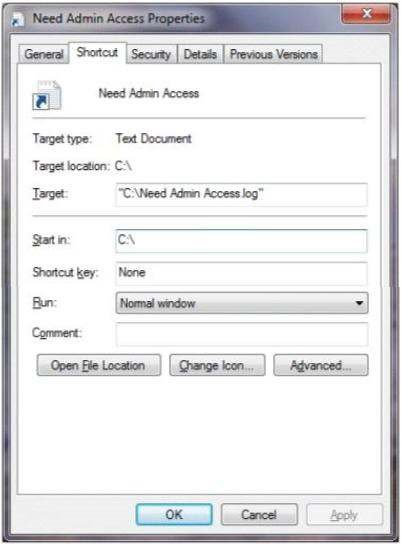 Need Admin Access Properties
General Shortcut Security Details Previous Versions
Need Admin Access
Target type: Text Document
Target location: C:\
Target: "C:\Need Admin Access.log"
Start in: C:\
Shortcut key: None
Run: Normal window
Comment:
Open File Location Change Icon... Advanced...
OK Cancel Apply